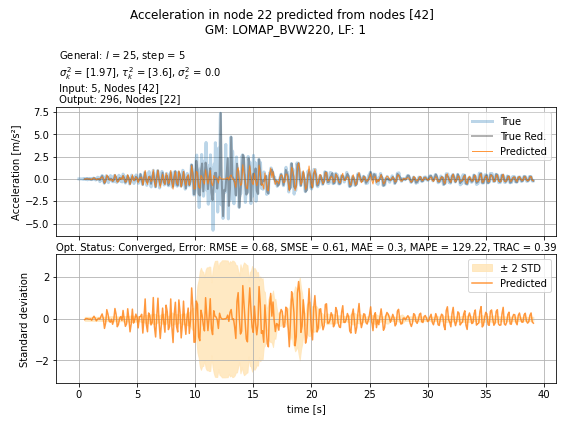 Acceleration in node 22 predicted from nodes [42]
GM: LOMAP_BVW220, LF: 1
General: l = 25, step = 5
σ²ₖ = [1.97], τ²ₖ = [3.6], σ²ₑ = 0.0
Input: 5, Nodes [42]
Output: 296, Nodes [22]
Acceleration [m/s²]
7.5
5.0
2.5
0.0
−2.5
−5.0
True
True Red.
Predicted
Opt. Status: Converged, Error: RMSE = 0.68, SMSE = 0.61, MAE = 0.3, MAPE = 129.22, TRAC = 0.39
Standard deviation
2
0
−2
± 2 STD
Predicted
0 5 10 15 20 25 30 35 40
time [s]